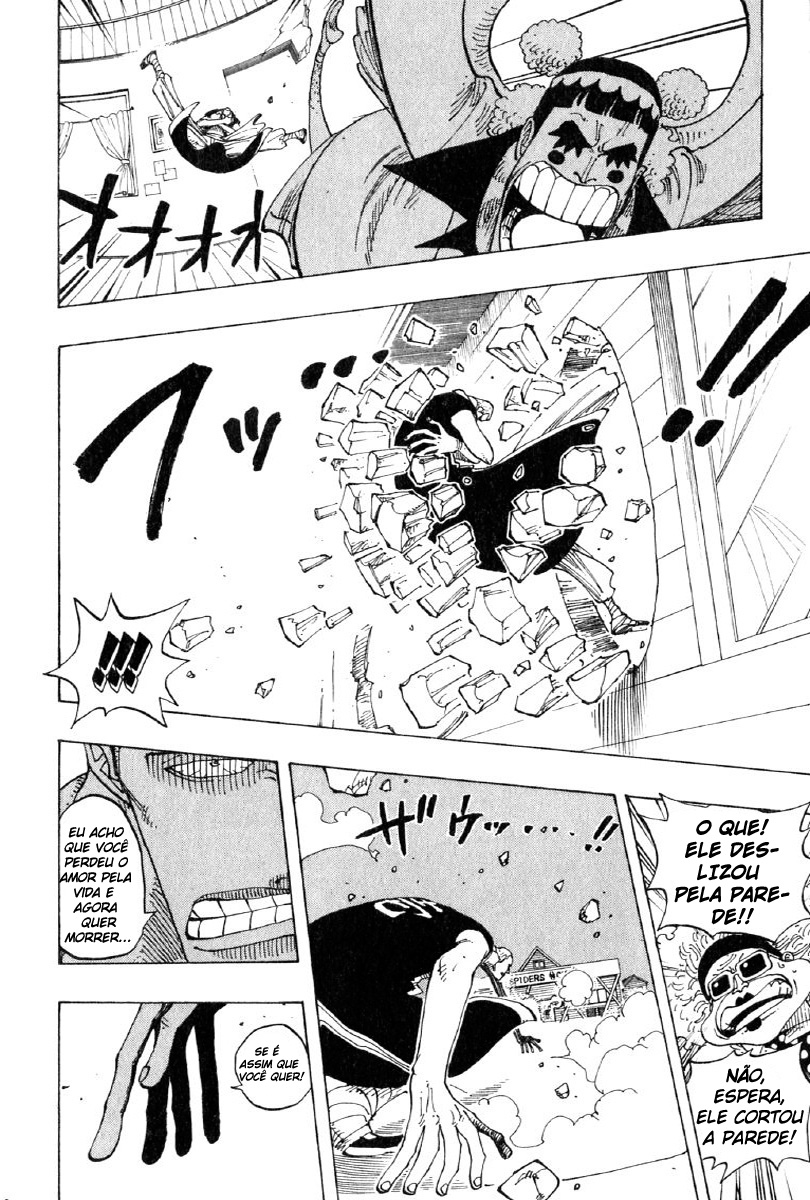 オオオオ
フッ...!!
!!!
O QUE!
ELE DES-
LIZOU
PELA PARE-
DE!!
NÃO,
ESPERA,
ELE CORTOU
A PAREDE!
ザウッ....!!
SPIDERS
EU ACHO
QUE VOCÊ
PERDEU O
AMOR PELA
VIDA E
AGORA
QUER
MORRER...
SE É
ASSIM QUE
VOCÊ QUER!